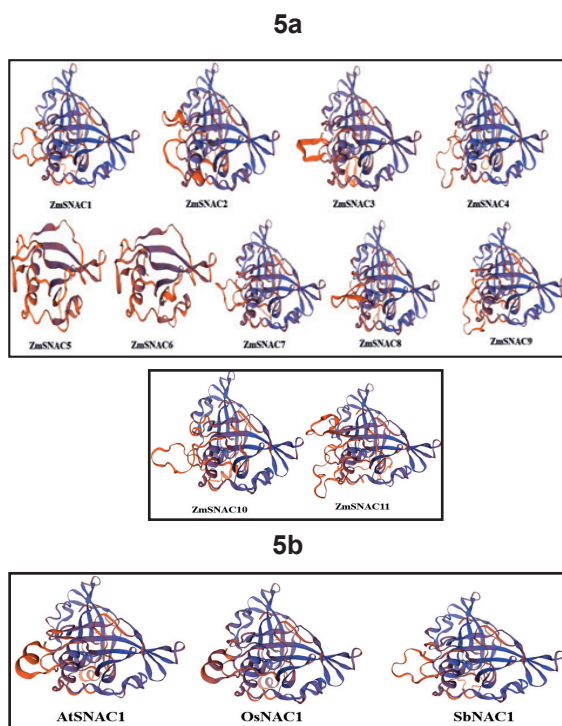 5a
ZmSNAC1 ZmSNAC2 ZmSNAC3 ZmSNAC4
ZmSNAC5 ZmSNAC6 ZmSNAC7 ZmSNAC8 ZmSNAC9
ZmSNAC10 ZmSNAC11
5b
AtSNAC1 OsNAC1 SbNAC1